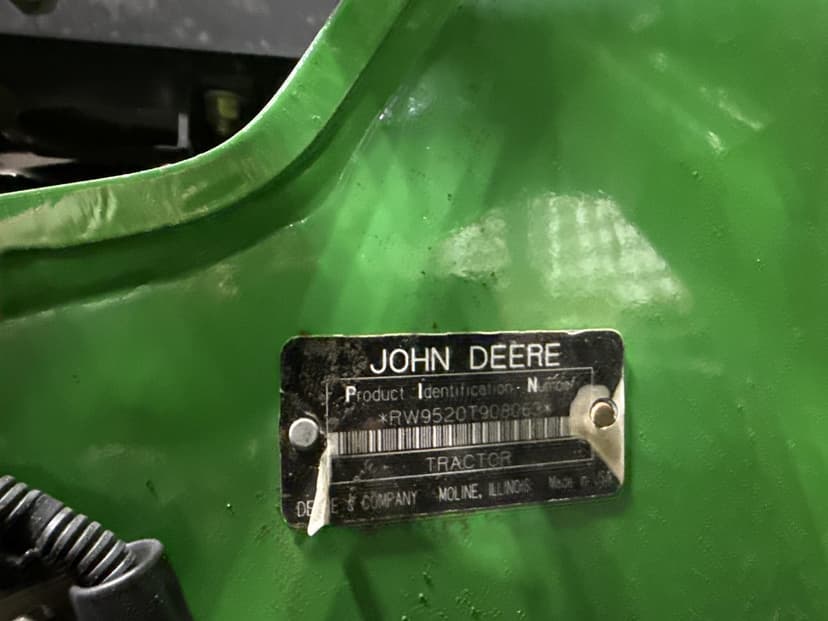 JOHN DEERE
Product Identification Number
*RW9520T908063*
TRACTOR
DEERE & COMPANY MOLINE, ILLINOIS Made in USA